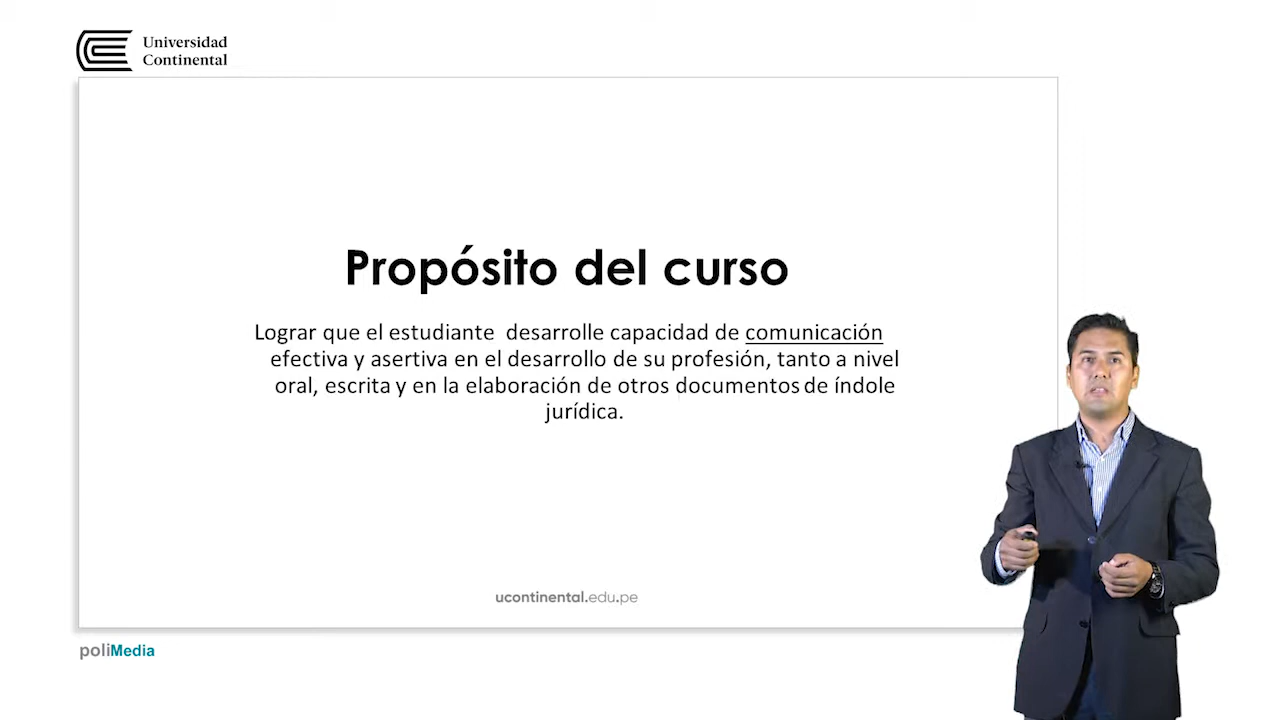 Universidad
Continental
Propósito del curso
Lograr que el estudiante desarrolle capacidad de comunicación
efectiva y asertiva en el desarrollo de su profesión, tanto a nivel
oral, escrita y en la elaboración de otros documentos de índole
jurídica.
ucontinental.edu.pe
poliMedia